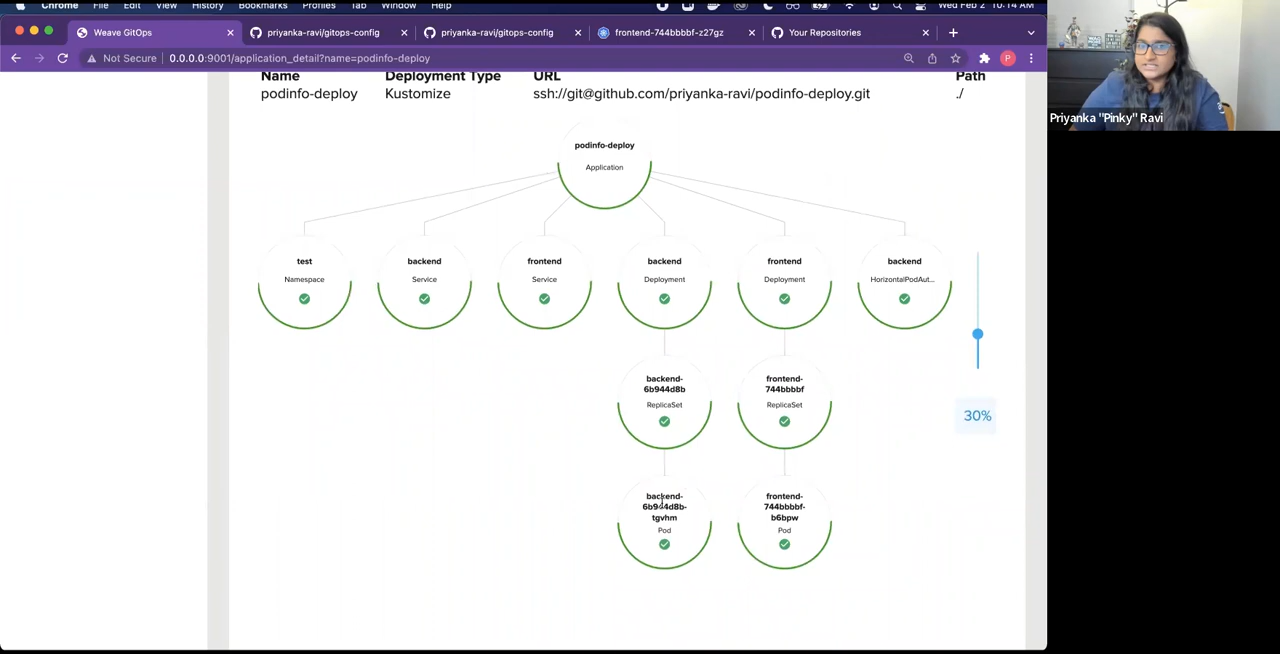 Chrome File Edit View History Bookmarks Profiles Tab Window Help Wed Feb 2 10:14 AM
Weave GitOps priyanka-ravi/gitops-config priyanka-ravi/gitops-config frontend-744bbbbf-z27gz Your Repositories
Not Secure 0.0.0.0:9001/application_detail?name=podinfo-deploy P
Name Deployment Type URL Path
podinfo-deploy Kustomize ssh://git@github.com/priyanka-ravi/podinfo-deploy.git ./
Priyanka "Pinky" Ravi
podinfo-deploy
Application
test backend frontend backend frontend backend
Namespace Service Service Deployment Deployment HorizontalPodAut...
backend-
6b944d8b
ReplicaSet
frontend-
744bbbbf
ReplicaSet
30%
backend-
6b944d8b-
tgvhm
Pod
frontend-
744bbbbf-
b6bpw
Pod